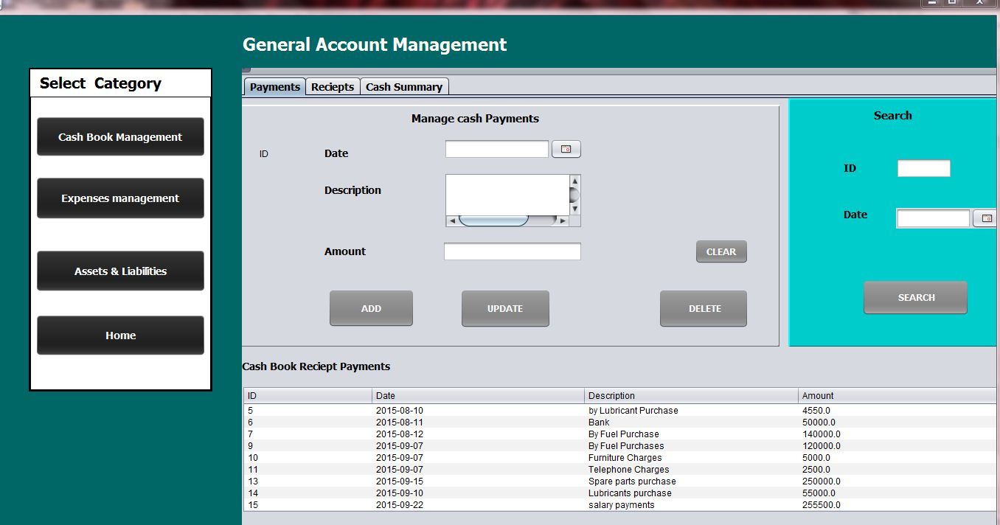 General Account Management
Select Category
Cash Book Management
Expenses management
Assets & Liabilities
Home
Payments Reciepts Cash Summary
Manage cash Payments
ID Date
Description
Amount
CLEAR
ADD UPDATE DELETE
Search
ID
Date
SEARCH
Cash Book Reciept Payments
ID Date Description Amount
5 2015-08-10 by Lubricant Purchase 4550.0
6 2015-08-11 Bank 50000.0
7 2015-08-12 By Fuel Purchase 140000.0
9 2015-09-07 By Fuel Purchases 120000.0
10 2015-09-07 Furniture Charges 5000.0
11 2015-09-07 Telephone Charges 2500.0
13 2015-09-15 Spare parts purchase 250000.0
14 2015-09-10 Lubricants purchase 55000.0
15 2015-09-22 salary payments 255500.0